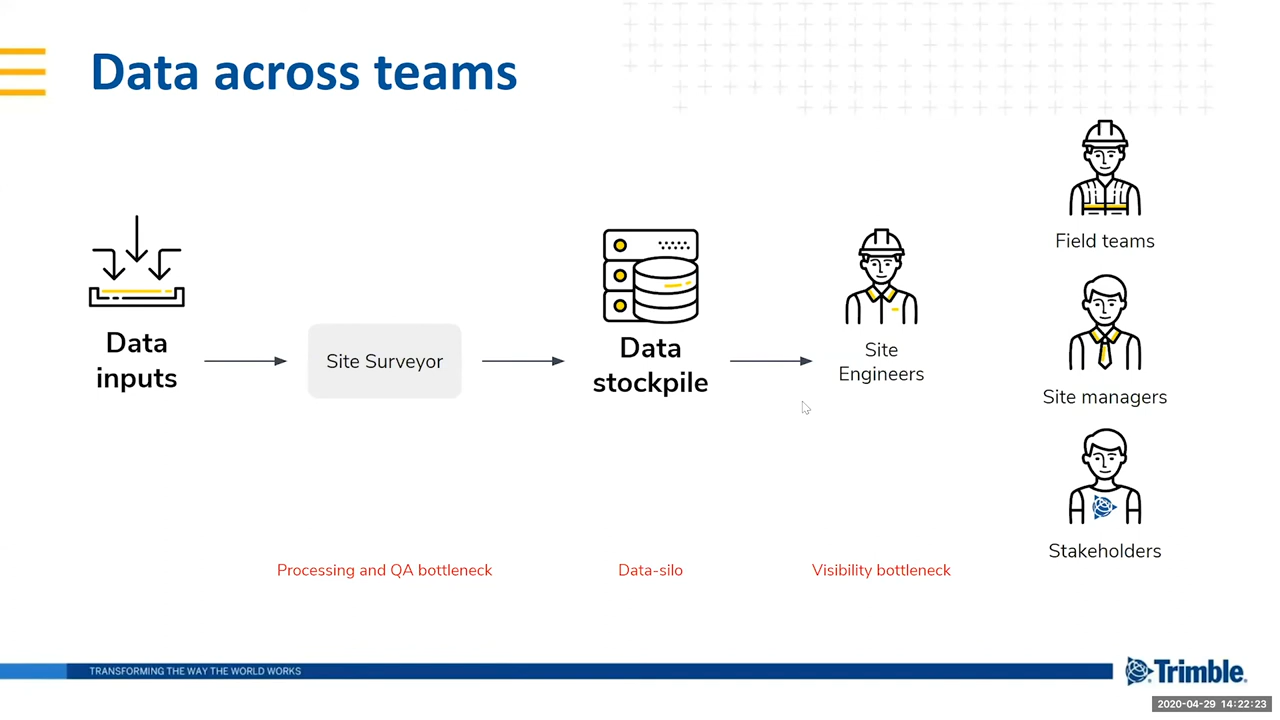 Data across teams
Field teams
Data
inputs
Site Surveyor
Data
stockpile
Site
Engineers
Site managers
Stakeholders
Processing and QA bottleneck
Data-silo
Visibility bottleneck
TRANSFORMING THE WAY THE WORLD WORKS
Trimble
2020-04-29 14:22:23